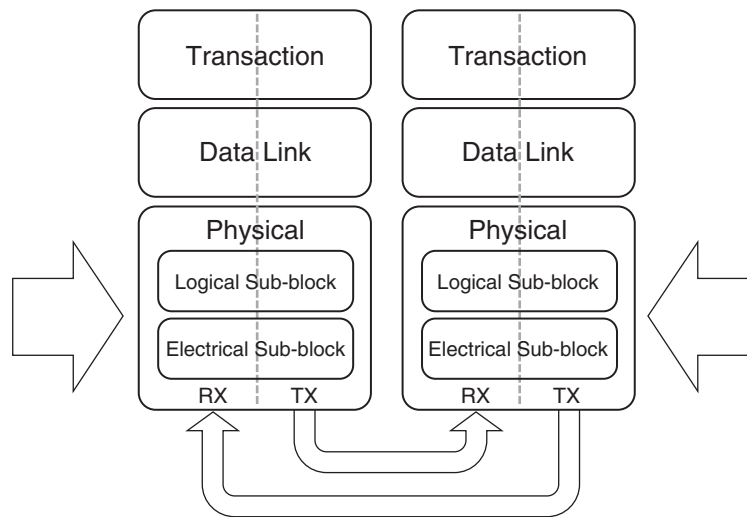 Transaction
Transaction
Data Link
Data Link
Physical
Physical
Logical Sub-block
Logical Sub-block
Electrical Sub-block
Electrical Sub-block
RX TX
RX TX